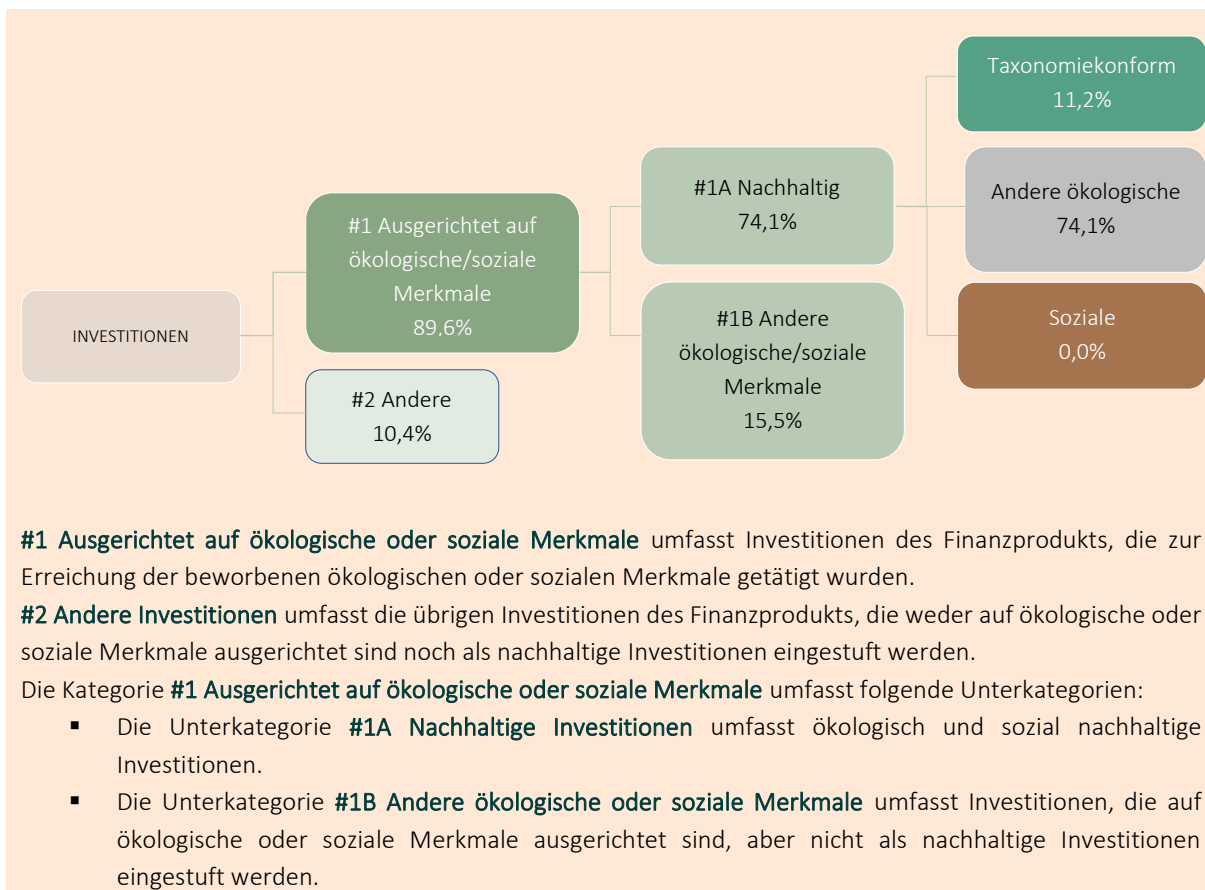 Taxonomiekonform
11,2%
#1A Nachhaltig
74,1%
Andere ökologische
74,1%
#1 Ausgerichtet auf
ökologische/soziale
Merkmale
89,6%
INVESTITIONEN
#1B Andere
ökologische/soziale
Merkmale
15,5%
Soziale
0,0%
#2 Andere
10,4%
#1 Ausgerichtet auf ökologische oder soziale Merkmale umfasst Investitionen des Finanzprodukts, die zur
Erreichung der beworbenen ökologischen oder sozialen Merkmale getätigt wurden.
#2 Andere Investitionen umfasst die übrigen Investitionen des Finanzprodukts, die weder auf ökologische oder
soziale Merkmale ausgerichtet sind noch als nachhaltige Investitionen eingestuft werden.
Die Kategorie #1 Ausgerichtet auf ökologische oder soziale Merkmale umfasst folgende Unterkategorien:
▪ Die Unterkategorie #1A Nachhaltige Investitionen umfasst ökologisch und sozial nachhaltige
Investitionen.
▪ Die Unterkategorie #1B Andere ökologische oder soziale Merkmale umfasst Investitionen, die auf
ökologische oder soziale Merkmale ausgerichtet sind, aber nicht als nachhaltige Investitionen
eingestuft werden.